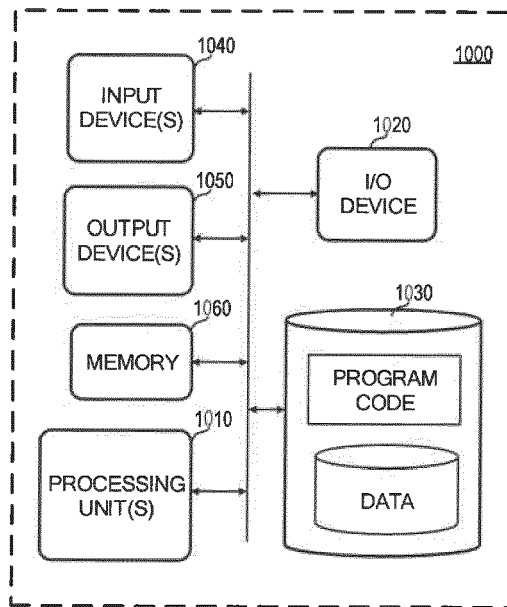 1000
1040
INPUT
DEVICE(S)
1020
I/O
DEVICE
1050
OUTPUT
DEVICE(S)
1060
MEMORY
1030
PROGRAM
CODE
DATA
1010
PROCESSING
UNIT(S)